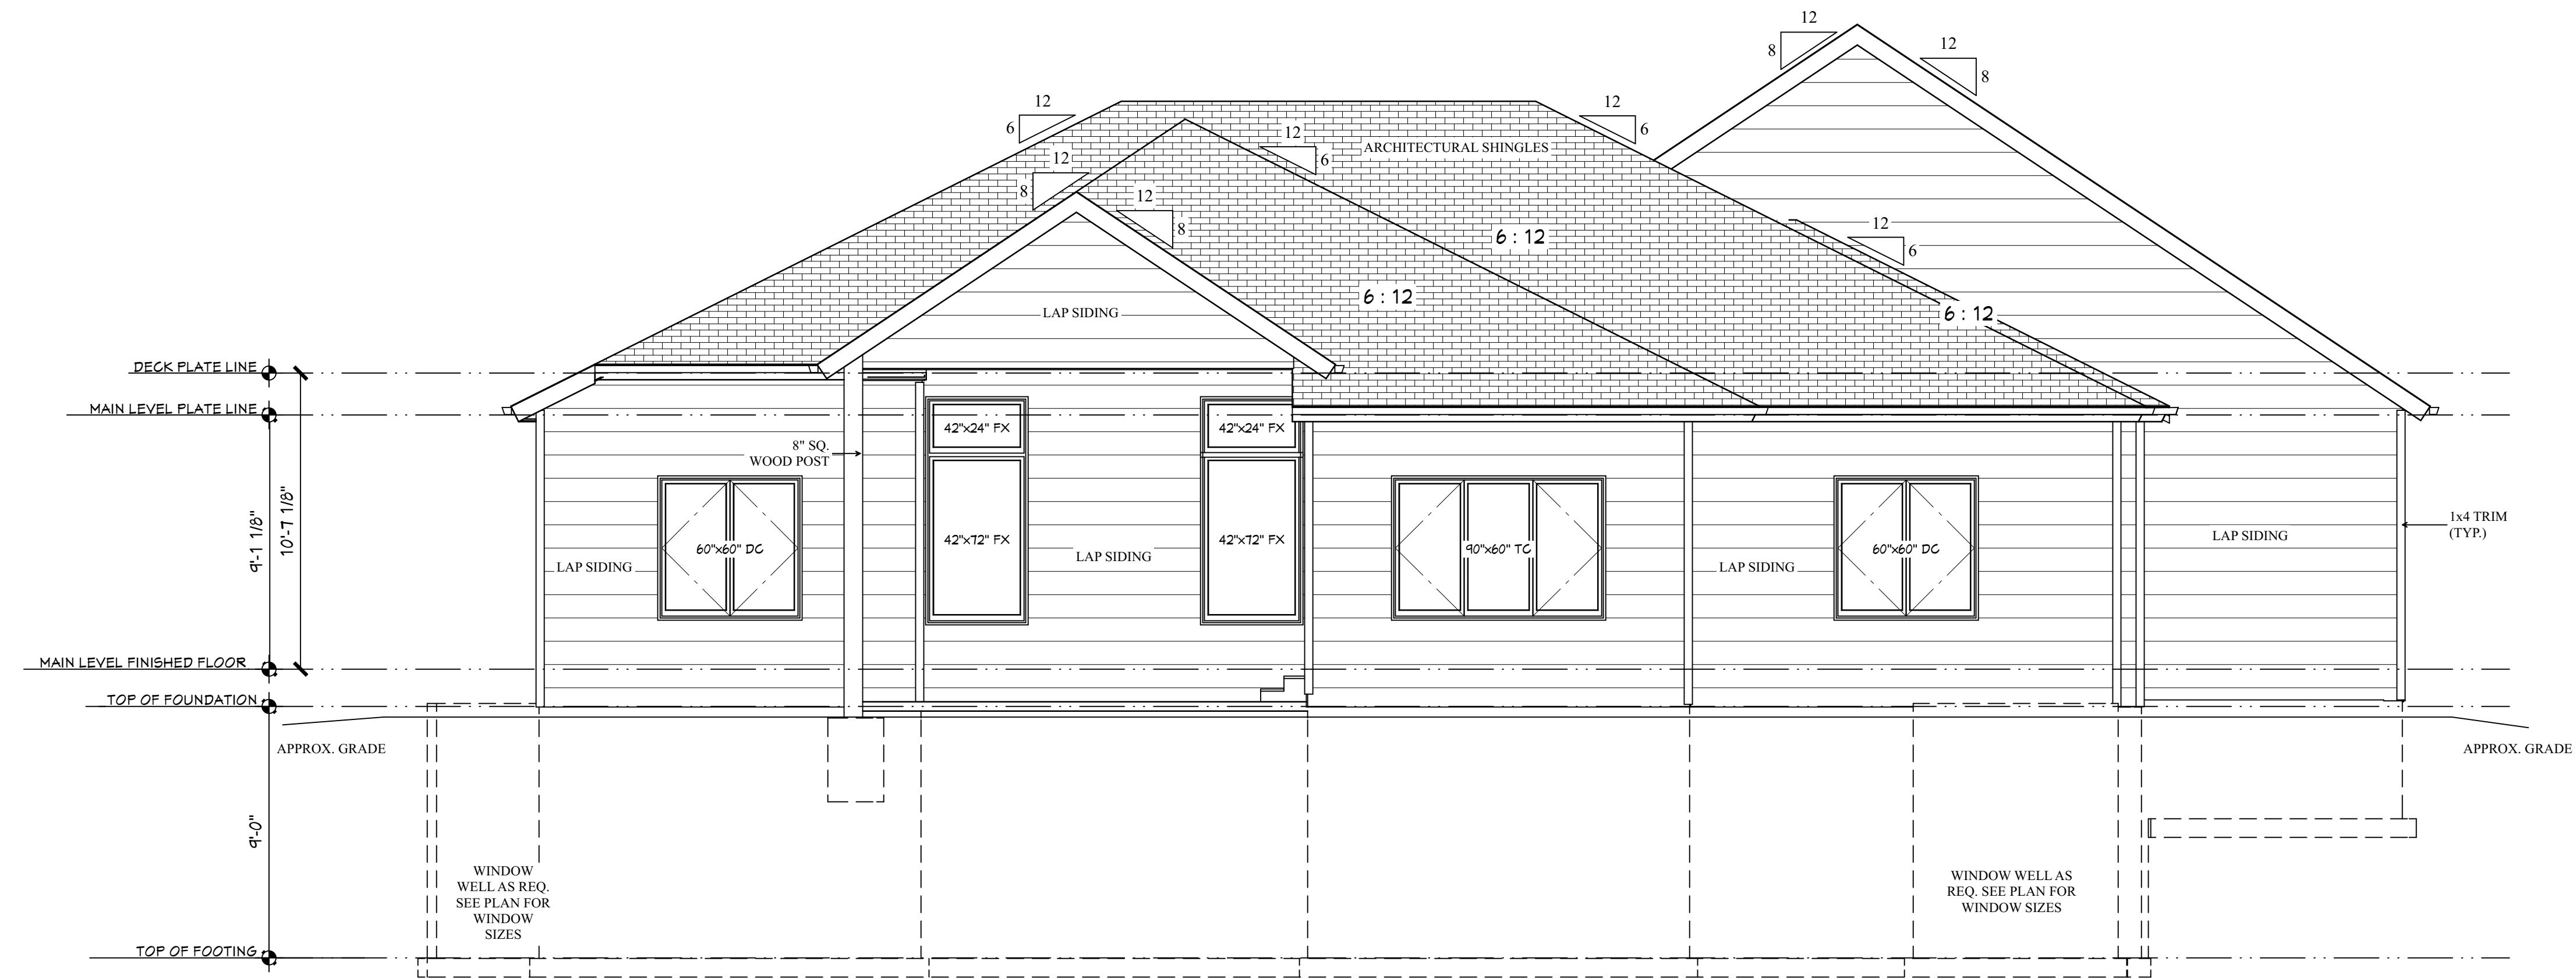 12
8
12
8
12
6
12
6
12
6
ARCHITECTURAL SHINGLES
12
8
12
8
12
6
6 : 12
6 : 12
6 : 12
LAP SIDING
DECK PLATE LINE
MAIN LEVEL PLATE LINE
42"x24" FX
42"x24" FX
8" SQ.
WOOD POST
9'-1 1/8"
10'-7 1/8"
60"x60" DC
42"x72" FX
42"x72" FX
90"x60" TC
60"x60" DC
LAP SIDING
LAP SIDING
LAP SIDING
LAP SIDING
1x4 TRIM
(TYP.)
MAIN LEVEL FINISHED FLOOR
TOP OF FOUNDATION
APPROX. GRADE
APPROX. GRADE
9'-0"
WINDOW
WELL AS REQ.
SEE PLAN FOR
WINDOW
SIZES
WINDOW WELL AS
REQ. SEE PLAN FOR
WINDOW SIZES
TOP OF FOOTING